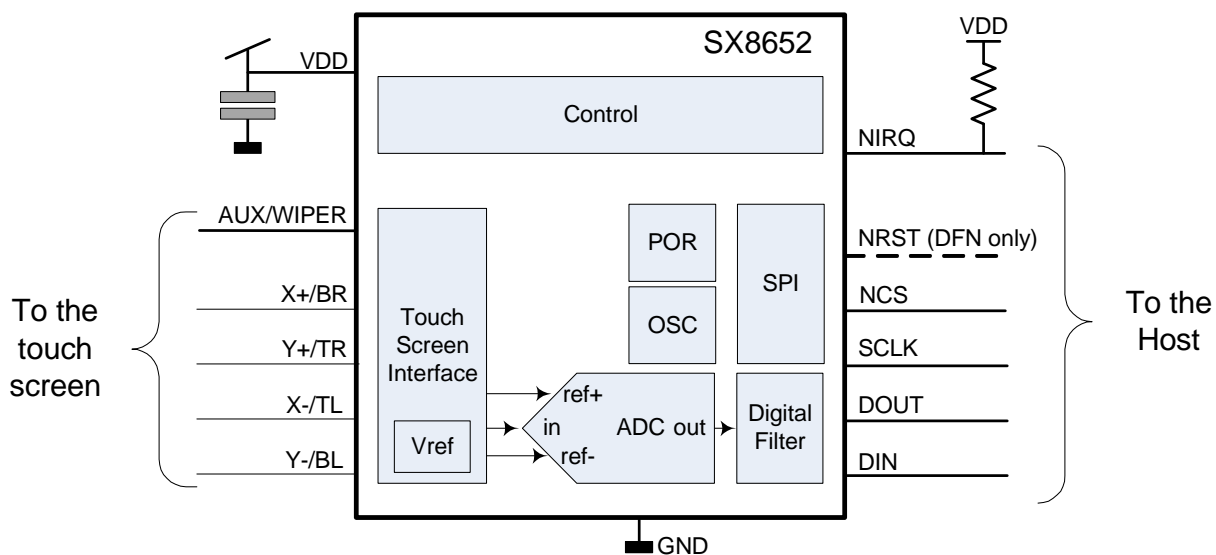 SX8652
VDD
VDD
Control
NIRQ
AUX/WIPER
POR
SPI
NRST (DFN only)
X+/BR
NCS
To the
touch
screen
OSC
To the
Host
Touch
Screen
Interface
Y+/TR
SCLK
ref+
X-/TL
in
ADC out
Digital
Filter
DOUT
Vref
ref-
Y-/BL
DIN
GND